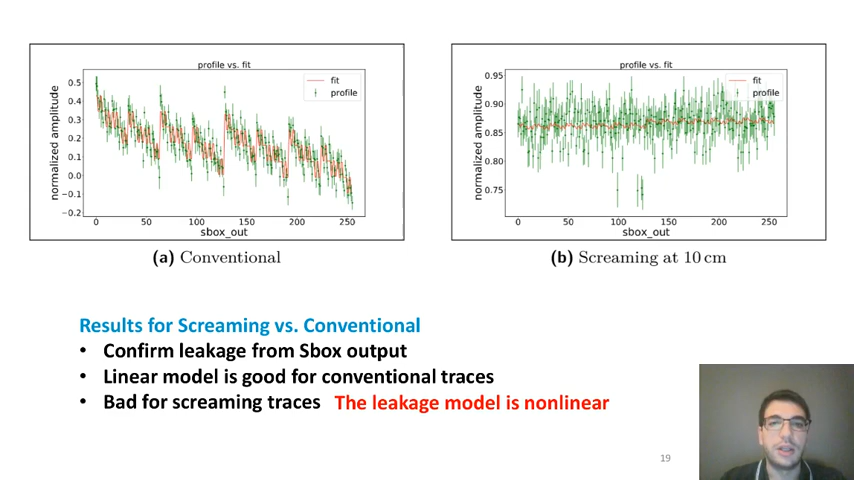 profile vs. fit
fit
profile
normalized amplitude
0.5
0.4
0.3
0.2
0.1
0.0
−0.1
−0.2
0 50 100 150 200 250
sbox_out
(a) Conventional
profile vs. fit
fit
profile
normalized amplitude
0.95
0.90
0.85
0.80
0.75
0 50 100 150 200 250
sbox_out
(b) Screaming at 10 cm
Results for Screaming vs. Conventional
• Confirm leakage from Sbox output
• Linear model is good for conventional traces
• Bad for screaming traces The leakage model is nonlinear
19